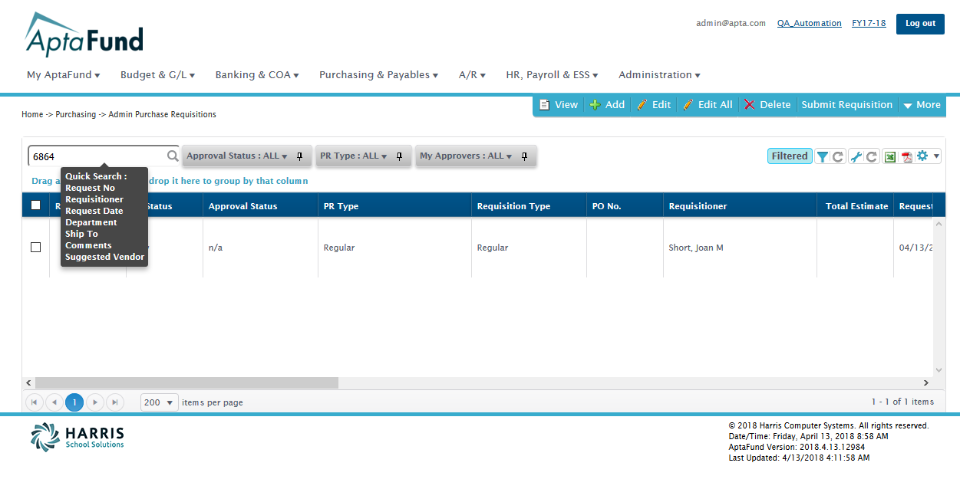 AptaFund
admin@apta.com QA_Automation FY17-18 Log out
My AptaFund Budget & G/L Banking & COA Purchasing & Payables A/R HR, Payroll & ESS Administration
View Add Edit Edit All Delete Submit Requisition More
Home -> Purchasing -> Admin Purchase Requisitions
6864 Approval Status : ALL PR Type : ALL My Approvers : ALL Filtered
Drag a drop it here to group by that column
Quick Search :
Request No
Requisitioner
Request Date
Department
Ship To
Comments
Suggested Vendor
Status Approval Status PR Type Requisition Type PO No. Requisitioner Total Estimate Request
n/a Regular Regular Short, Joan M 04/13/2
1 200 items per page 1 - 1 of 1 items
HARRIS
School Solutions
© 2018 Harris Computer Systems. All rights reserved.
Date/Time: Friday, April 13, 2018 8:58 AM
AptaFund Version: 2018.4.13.12984
Last Updated: 4/13/2018 4:11:58 AM